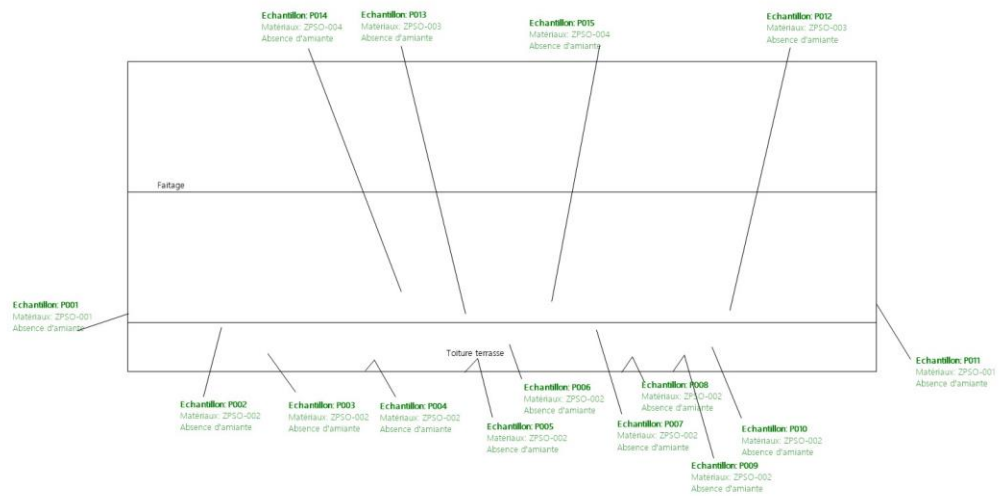 Echantillon: P014
Matériaux: ZPSO-004
Absence d'amiante
Echantillon: P013
Matériaux: ZPSO-003
Absence d'amiante
Echantillon: P015
Matériaux: ZPSO-004
Absence d'amiante
Echantillon: P012
Matériaux: ZPSO-003
Absence d'amiante
Faitage
Echantillon: P001
Matériaux: ZPSO-001
Absence d'amiante
Toiture terrasse
Echantillon: P011
Matériaux: ZPSO-001
Absence d'amiante
Echantillon: P002
Matériaux: ZPSO-002
Absence d'amiante
Echantillon: P003
Matériaux: ZPSO-002
Absence d'amiante
Echantillon: P004
Matériaux: ZPSO-002
Absence d'amiante
Echantillon: P005
Matériaux: ZPSO-002
Absence d'amiante
Echantillon: P006
Matériaux: ZPSO-002
Absence d'amiante
Echantillon: P008
Matériaux: ZPSO-002
Absence d'amiante
Echantillon: P007
Matériaux: ZPSO-002
Absence d'amiante
Echantillon: P010
Matériaux: ZPSO-002
Absence d'amiante
Echantillon: P009
Matériaux: ZPSO-002
Absence d'amiante